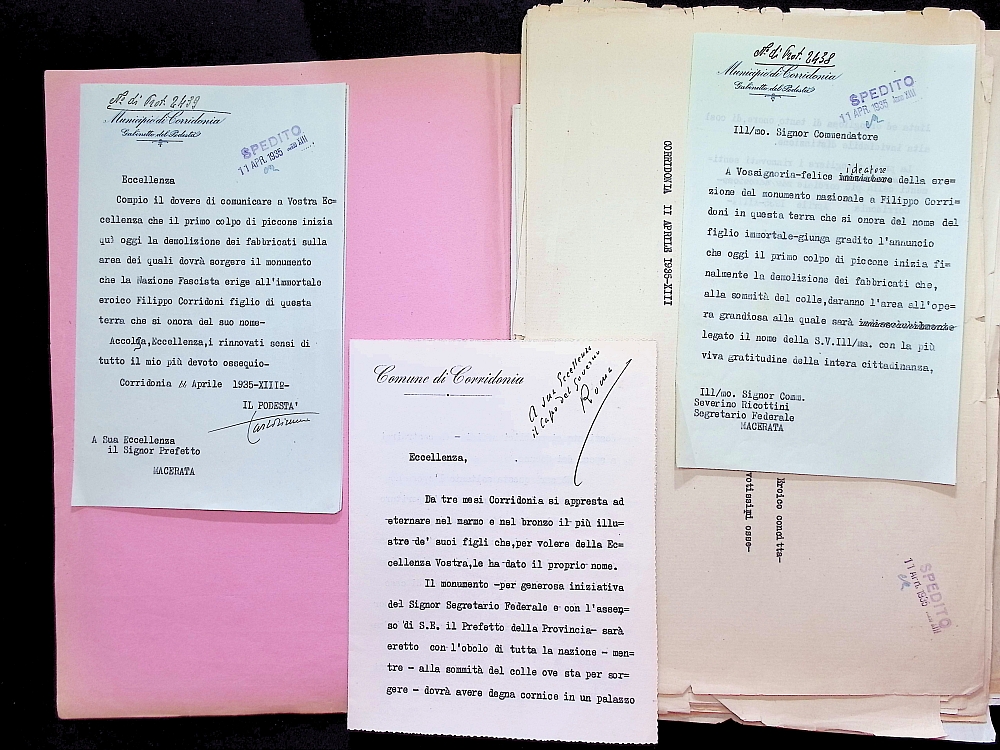 Nº di Prot. 2439
Municipio di Corridonia
Gabinetto del Podestà
SPEDITO
11 APR. 1935 Anno XIII
Eccellenza
Compio il dovere di comunicare a Vostra Ec=
cellenza che il primo colpo di piccone inizia
quì oggi la demolizione dei fabbricati sulla
area dei quali dovrà sorgere il monumento
che la Nazione Fascista erige all'immortalo
eroico Filippo Corridoni figlio di questa
terra che si onora del suo nome-
Accolga,Eccellenza,i rinnovati sensi di
tutto il mio più devoto ossequio-
Corridonia 11 Aprile 1935-XIIIº-
IL PODESTA'
A Sua Eccellenza
il Signor Prefetto
MACERATA
Comune di Corridonia
A sua Eccellenza
il Capo del Governo
Roma
Eccellenza,
Da tre mesi Corridonia si appresta ad
eternare nel marmo e nel bronzo il più illu=
stre de' suoi figli che,per volere della Ec=
cellenza Vostra,le ha dato il proprio nome.
Il monumento -per generosa iniziativa
del Signor Segretario Federale e con l'assen=
so di S.E. il Prefetto della Provincia- sarà
eretto con l'obolo di tutta la nazione - men=
tre - alla sommità del colle ove sta per sor=
gere - dovrà avere degna cornice in un palazzo
CORRIDONIA II APRILE 1935-XIII
Eroico concitta-
votissimi osse-
SPEDITO
11 APR. 1935 Anno XIII
Nº di Prot. 2438
Municipio di Corridonia
Gabinetto del Podestà
SPEDITO
11 APR. 1935 Anno XIII
Ill/mo. Signor Commendatore
ideatore
A Vossignoria-felice iniziatore della ere=
zione dal monumento nazionale a Filippo Corri=
doni in questa terra che si onora del nome del
figlio immortale-giunga gradito l'annuncio
che oggi il primo colpo di piccone inizia fi=
nalmente la demolizione dei fabbricati che,
alla sommità del colle,daranno l'area all'ope=
ra grandiosa alla quale sarà
legato il nome della S.V.Ill/ma. con la più
viva gratitudine della intera cittadinanza,
Ill/mo. Signor Comm.
Severino Ricottini
Segretario Federale
MACERATA